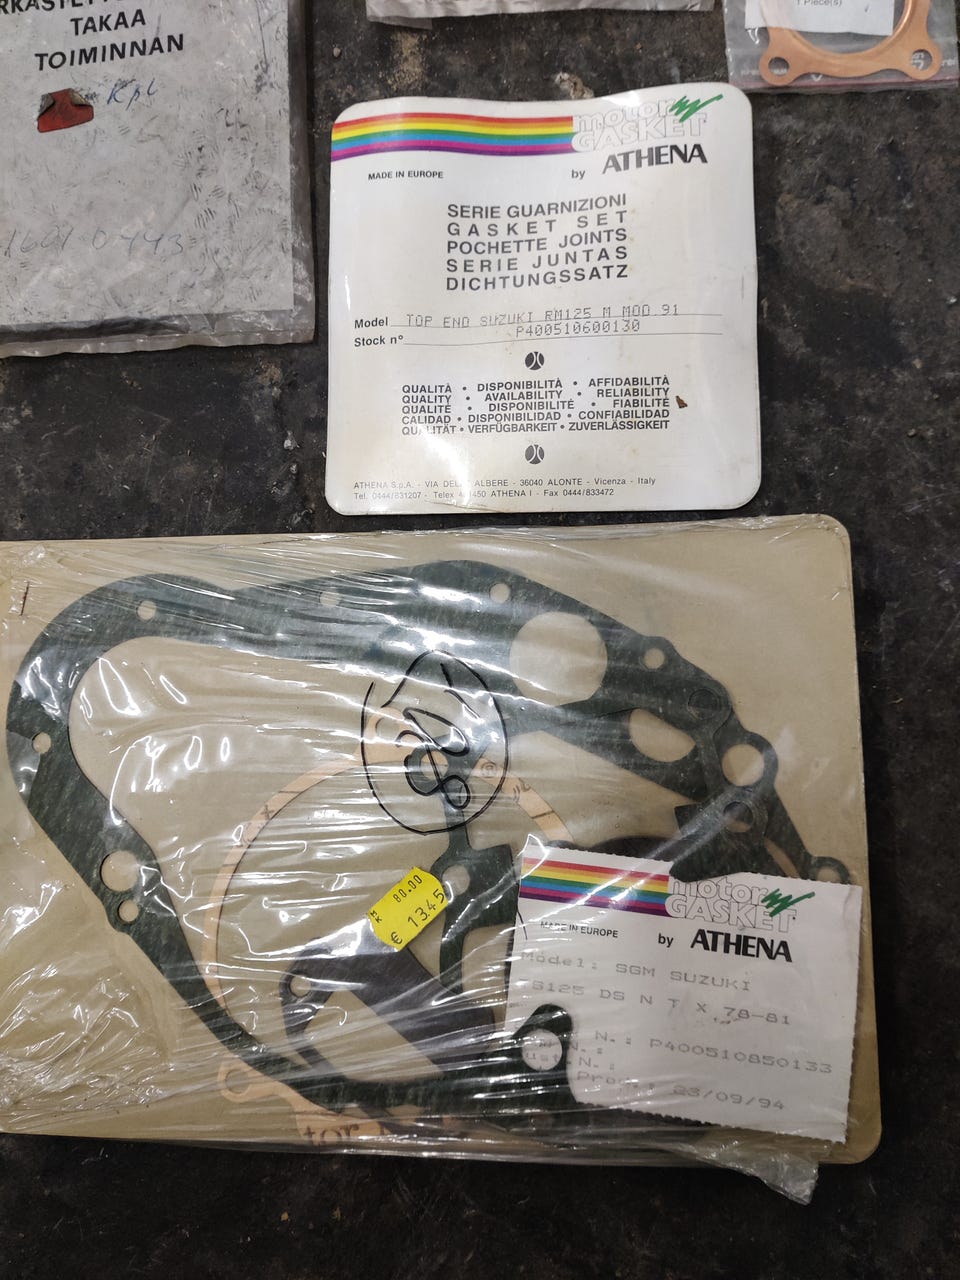 TAKAA
TOIMINNAN
Kpl
1 Piece(s)
motor
GASKET
by ATHENA
MADE IN EUROPE
SERIE GUARNIZIONI
GASKET SET
POCHETTE JOINTS
SERIE JUNTAS
DICHTUNGSSATZ
Model TOP END SUZUKI RM125 M MOD 91
Stock n° P400510600130
QUALITÀ • DISPONIBILITÀ • AFFIDABILITÀ
QUALITY • AVAILABILITY • RELIABILITY
QUALITÉ • DISPONIBILITÉ • FIABILITÉ
CALIDAD • DISPONIBILIDAD • CONFIABILIDAD
QUALITÄT • VERFÜGBARKEIT • ZUVERLÄSSIGKEIT
ATHENA S.p.A. - VIA DELLE ALBERE - 36040 ALONTE - Vicenza - Italy
Tel. 0444/831207 - Telex 431450 ATHENA I - Fax 0444/833472
80.00
€ 13.45
motor
GASKET
MADE IN EUROPE
by ATHENA
Model: SGM SUZUKI
DS N T X 78-81
N.: P400510850133
N.:
N.:
Prod.: 23/09/94